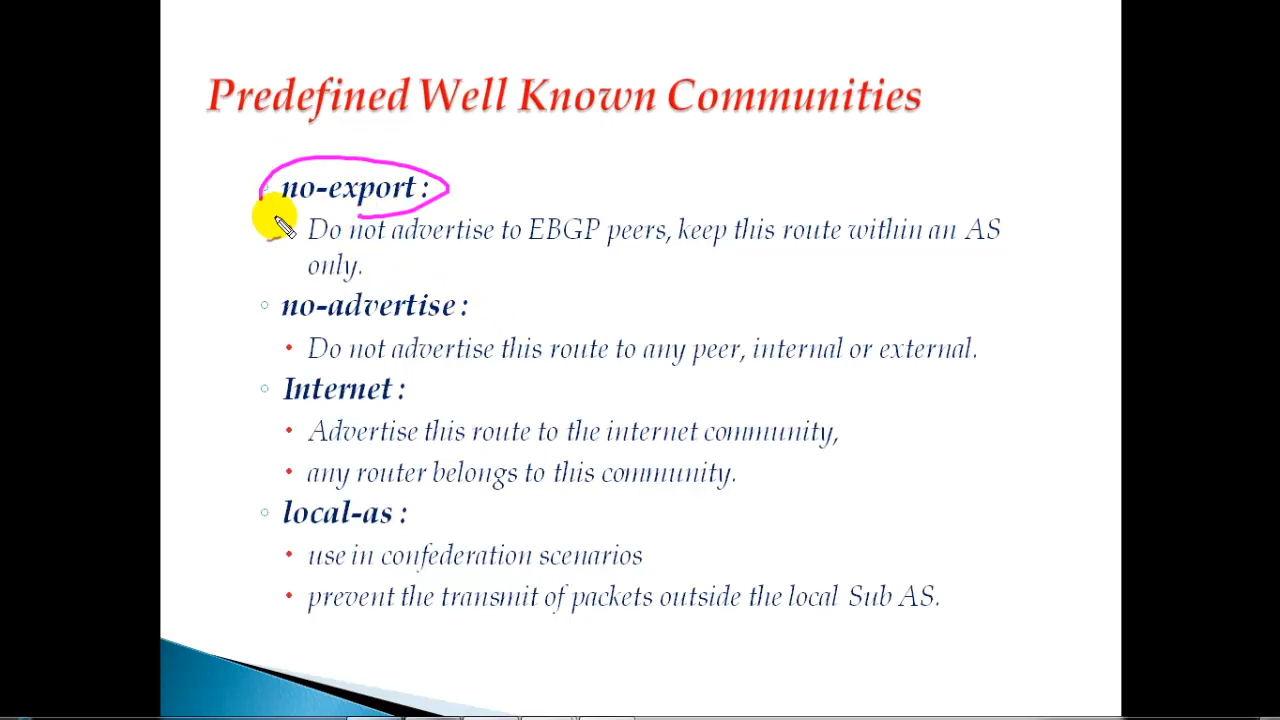 Predefined Well Known Communities
no-export :
Do not advertise to EBGP peers, keep this route within an AS
only.
no-advertise :
Do not advertise this route to any peer, internal or external.
Internet :
Advertise this route to the internet community,
any router belongs to this community.
local-as :
use in confederation scenarios
prevent the transmit of packets outside the local Sub AS.